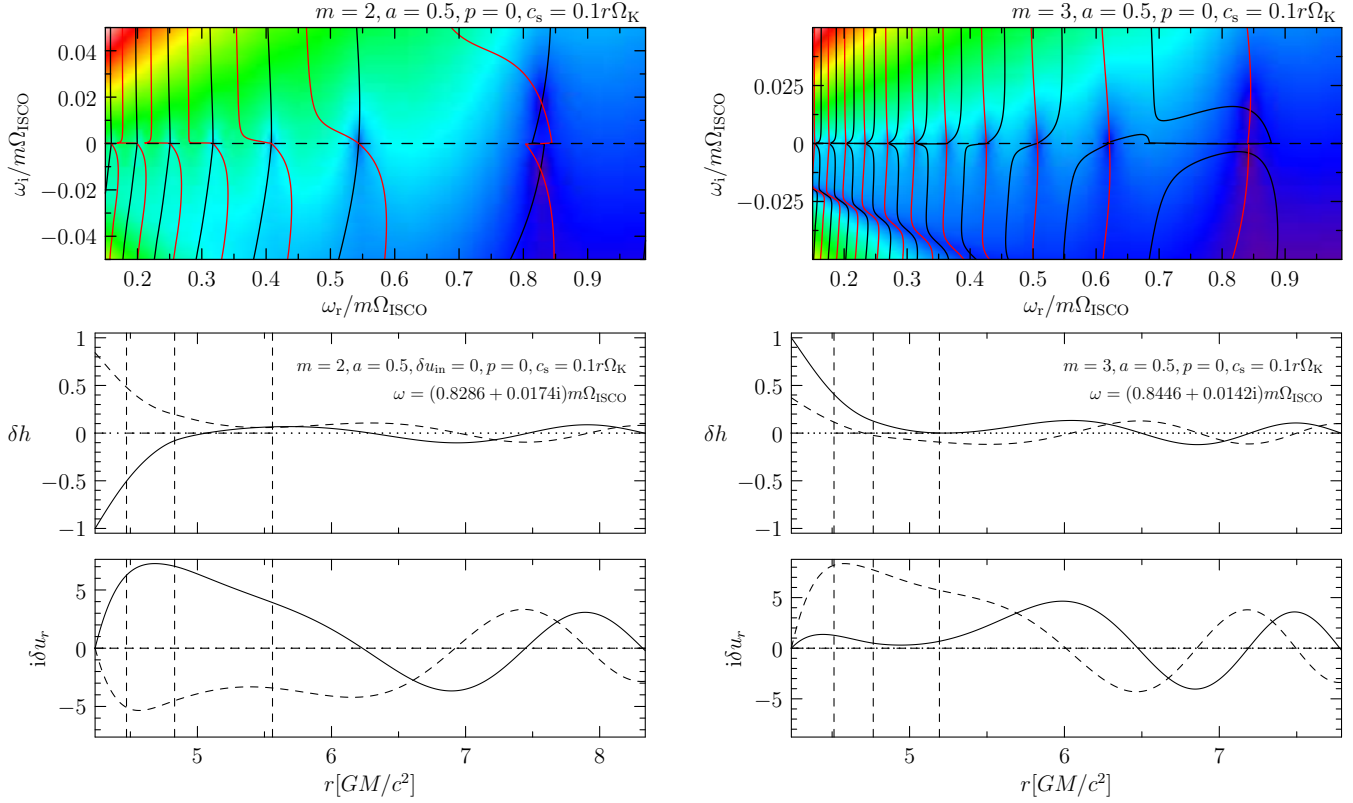 m = 2, a = 0.5, p = 0, c_s = 0.1rΩ_K
ω_i/mΩ_ISCO
0.04
0.02
0
−0.02
−0.04
0.2 0.3 0.4 0.5 0.6 0.7 0.8 0.9
ω_r/mΩ_ISCO
m = 3, a = 0.5, p = 0, c_s = 0.1rΩ_K
ω_i/mΩ_ISCO
0.025
0
−0.025
0.2 0.3 0.4 0.5 0.6 0.7 0.8 0.9
ω_r/mΩ_ISCO
m = 2, a = 0.5, δu_in = 0, p = 0, c_s = 0.1rΩ_K
ω = (0.8286 + 0.0174i)mΩ_ISCO
δh
1
0.5
0
−0.5
−1
m = 3, a = 0.5, p = 0, c_s = 0.1rΩ_K
ω = (0.8446 + 0.0142i)mΩ_ISCO
δh
1
0.5
0
−0.5
−1
iδu_r
5
0
−5
5 6 7 8
r[GM/c²]
iδu_r
5
0
−5
5 6 7
r[GM/c²]